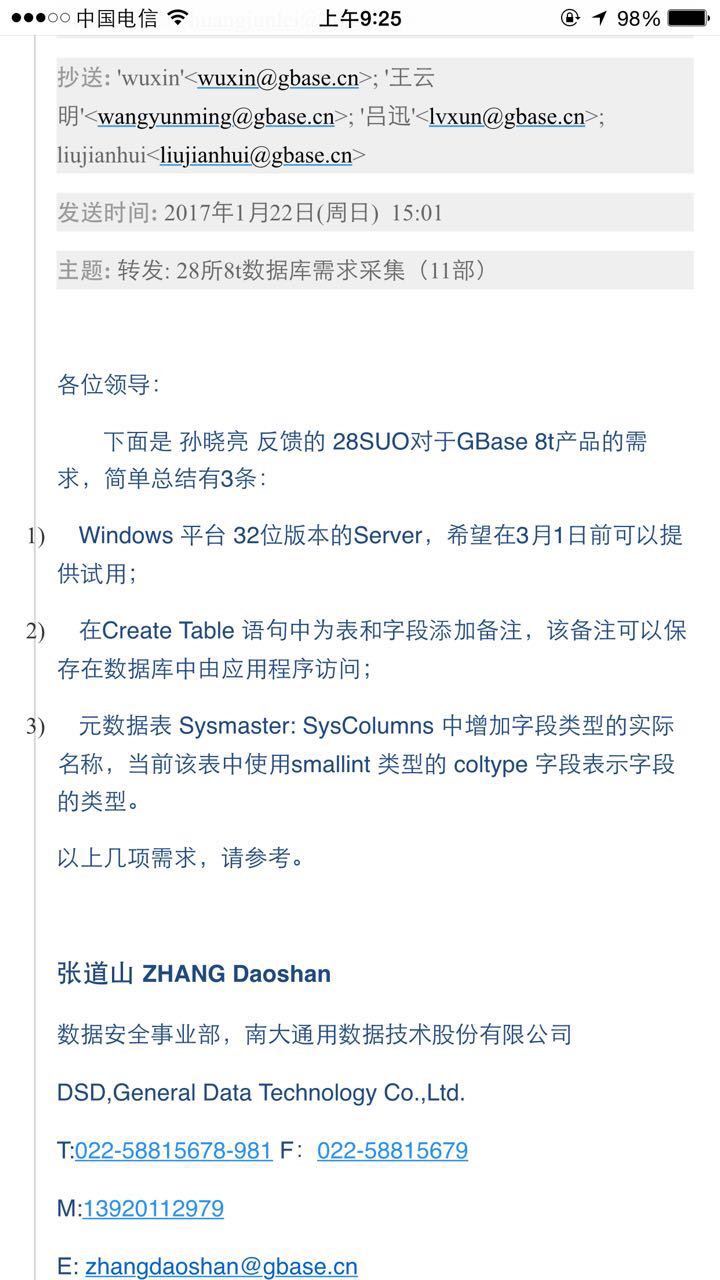 中国电信 上午9:25 98%
抄送: 'wuxin'<wuxin@gbase.cn>; '王云
明'<wangyunming@gbase.cn>; '吕迅'<lvxun@gbase.cn>;
liujianhui<liujianhui@gbase.cn>
发送时间: 2017年1月22日(周日) 15:01
主题: 转发: 28所8t数据库需求采集（11部）
各位领导：
下面是 孙晓亮 反馈的 28SUO对于GBase 8t产品的需
求，简单总结有3条：
1) Windows 平台 32位版本的Server，希望在3月1日前可以提
供试用；
2) 在Create Table 语句中为表和字段添加备注，该备注可以保
存在数据库中由应用程序访问；
3) 元数据表 Sysmaster: SysColumns 中增加字段类型的实际
名称，当前该表中使用smallint 类型的 coltype 字段表示字段
的类型。
以上几项需求，请参考。
张道山 ZHANG Daoshan
数据安全事业部，南大通用数据技术股份有限公司
DSD,General Data Technology Co.,Ltd.
T:022-58815678-981 F：022-58815679
M:13920112979
E: zhangdaoshan@gbase.cn